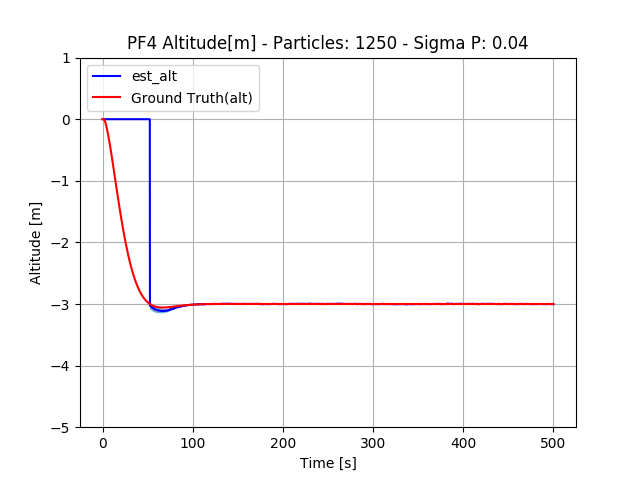 PF4 Altitude[m] - Particles: 1250 - Sigma P: 0.04
est_alt
Ground Truth(alt)
1
0
−1
−2
−3
−4
−5
Altitude [m]
0
100
200
300
400
500
Time [s]